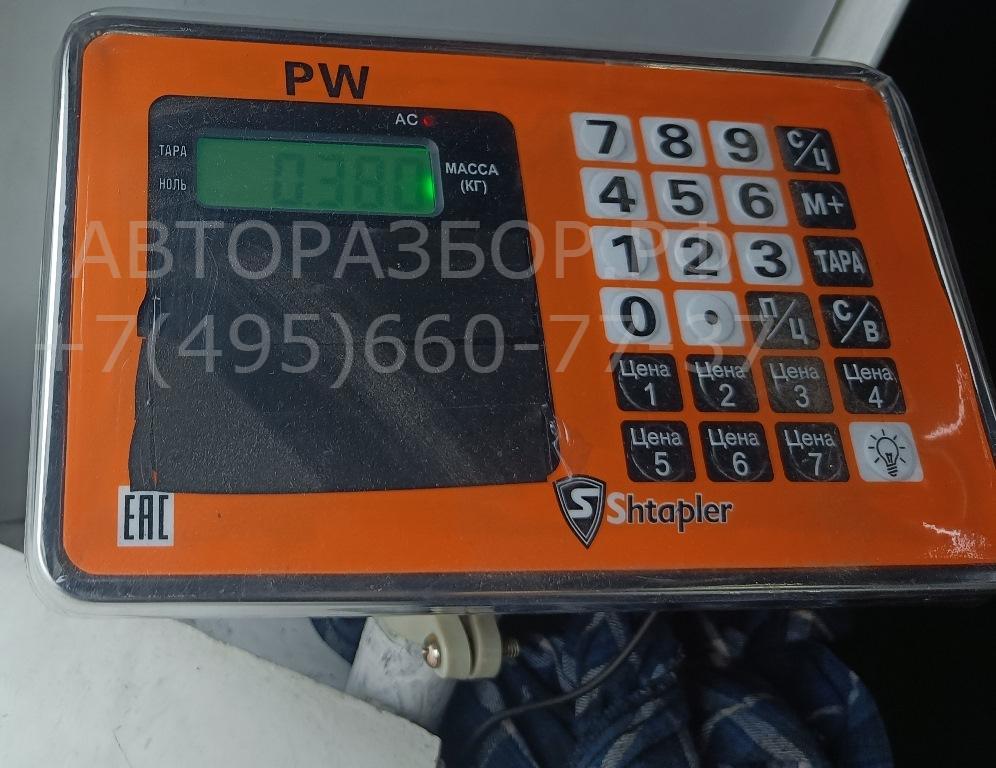 PW
AC
ТАРА
НОЛЬ
0.380
МАССА
(КГ)
АВТОРАЗБОР.РФ
+7(495)660-77-37
7 8 9 С/Ц
4 5 6 М+
1 2 3 ТАРА
0 . П/Ц С/В
Цена 1 Цена 2 Цена 3 Цена 4
Цена 5 Цена 6 Цена 7
EAC
S Shtapler